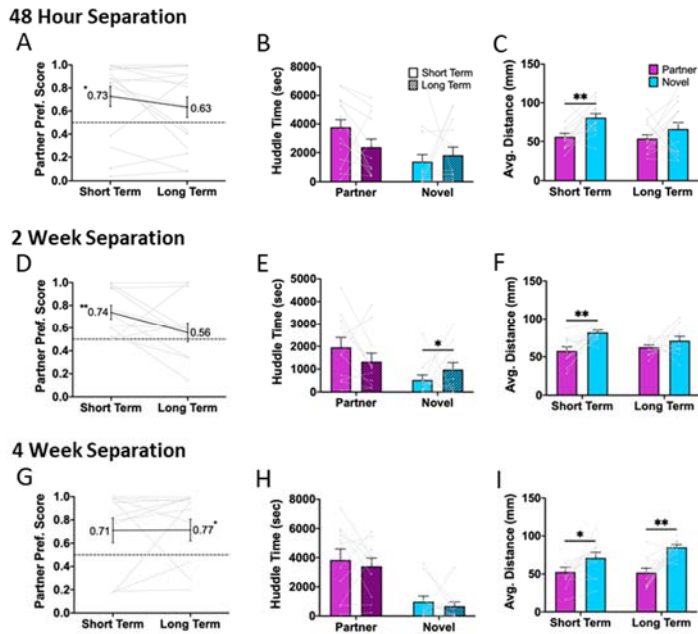 48 Hour Separation
A
B
C
Partner Pref. Score
1.0
0.8
0.6
0.4
0.2
0.0
*
0.73
0.63
Short Term
Long Term
Huddle Time (sec)
8000
6000
4000
2000
0
Short Term
Long Term
Partner
Novel
Avg. Distance (mm)
150
100
50
0
**
Partner
Novel
Short Term
Long Term
2 Week Separation
D
E
F
Partner Pref. Score
1.0
0.8
0.6
0.4
0.2
0.0
**
0.74
0.56
Short Term
Long Term
Huddle Time (sec)
5000
4000
3000
2000
1000
0
*
Partner
Novel
Avg. Distance (mm)
150
100
50
0
**
Short Term
Long Term
4 Week Separation
G
H
I
Partner Pref. Score
1.0
0.8
0.6
0.4
0.2
0.0
0.71
0.77
*
Short Term
Long Term
Huddle Time (sec)
8000
6000
4000
2000
0
Partner
Novel
Avg. Distance (mm)
150
100
50
0
*
**
Short Term
Long Term